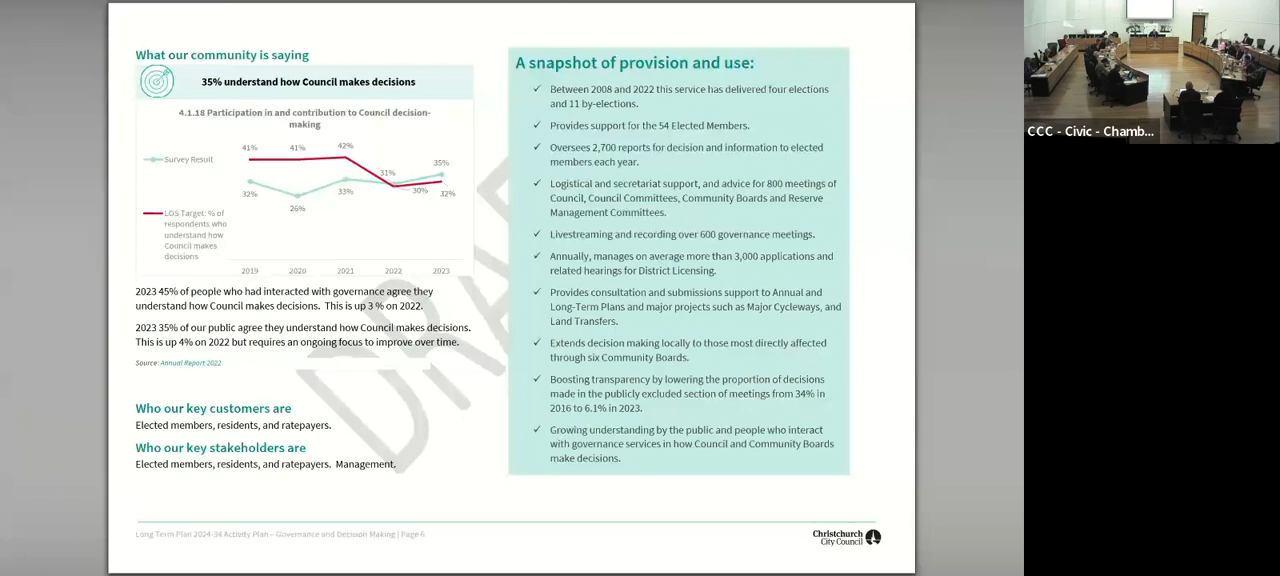 What our community is saying
35% understand how Council makes decisions
4.1.18 Participation in and contribution to Council decision-
making
41%
41%
42%
31%
35%
Survey Result
32%
26%
33%
30%
32%
LOS Target: % of
respondents who
understand how
Council makes
decisions
2019
2020
2021
2022
2023
2023 45% of people who had interacted with governance agree they
understand how Council makes decisions. This is up 3 % on 2022.
2023 35% of our public agree they understand how Council makes decisions.
This is up 4% on 2022 but requires an ongoing focus to improve over time.
Source: Annual Report 2022
Who our key customers are
Elected members, residents, and ratepayers.
Who our key stakeholders are
Elected members, residents, and ratepayers. Management.
A snapshot of provision and use:
✓ Between 2008 and 2022 this service has delivered four elections
and 11 by-elections.
✓ Provides support for the 54 Elected Members.
✓ Oversees 2,700 reports for decision and information to elected
members each year.
✓ Logistical and secretariat support, and advice for 800 meetings of
Council, Council Committees, Community Boards and Reserve
Management Committees.
✓ Livestreaming and recording over 600 governance meetings.
✓ Annually, manages on average more than 3,000 applications and
related hearings for District Licensing.
✓ Provides consultation and submissions support to Annual and
Long-Term Plans and major projects such as Major Cycleways, and
Land Transfers.
✓ Extends decision making locally to those most directly affected
through six Community Boards.
✓ Boosting transparency by lowering the proportion of decisions
made in the publicly excluded section of meetings from 34% in
2016 to 6.1% in 2023.
✓ Growing understanding by the public and people who interact
with governance services in how Council and Community Boards
make decisions.
DRA
Long Term Plan 2024-34 Activity Plan – Governance and Decision Making | Page 6
Christchurch
City Council
CCC - Civic - Chamb...